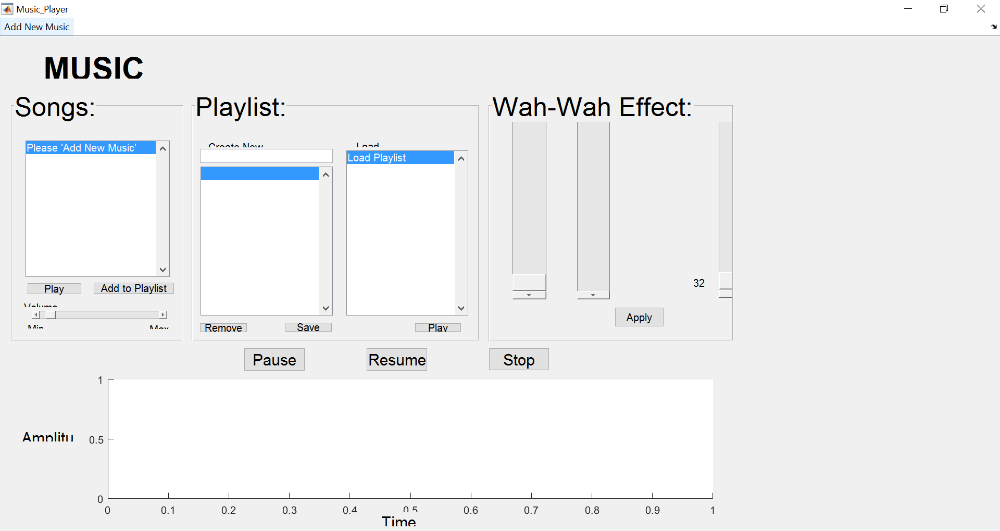 Music_Player
Add New Music
MUSIC
Songs:
Please 'Add New Music'
Play
Add to Playlist
Volume
Min
Max
Playlist:
Create New
Load
Load Playlist
Remove
Save
Play
Wah-Wah Effect:
32
Apply
Pause
Resume
Stop
1
0.5
0
Amplitu
0
0.1
0.2
0.3
0.4
0.5
0.6
0.7
0.8
0.9
1
Time